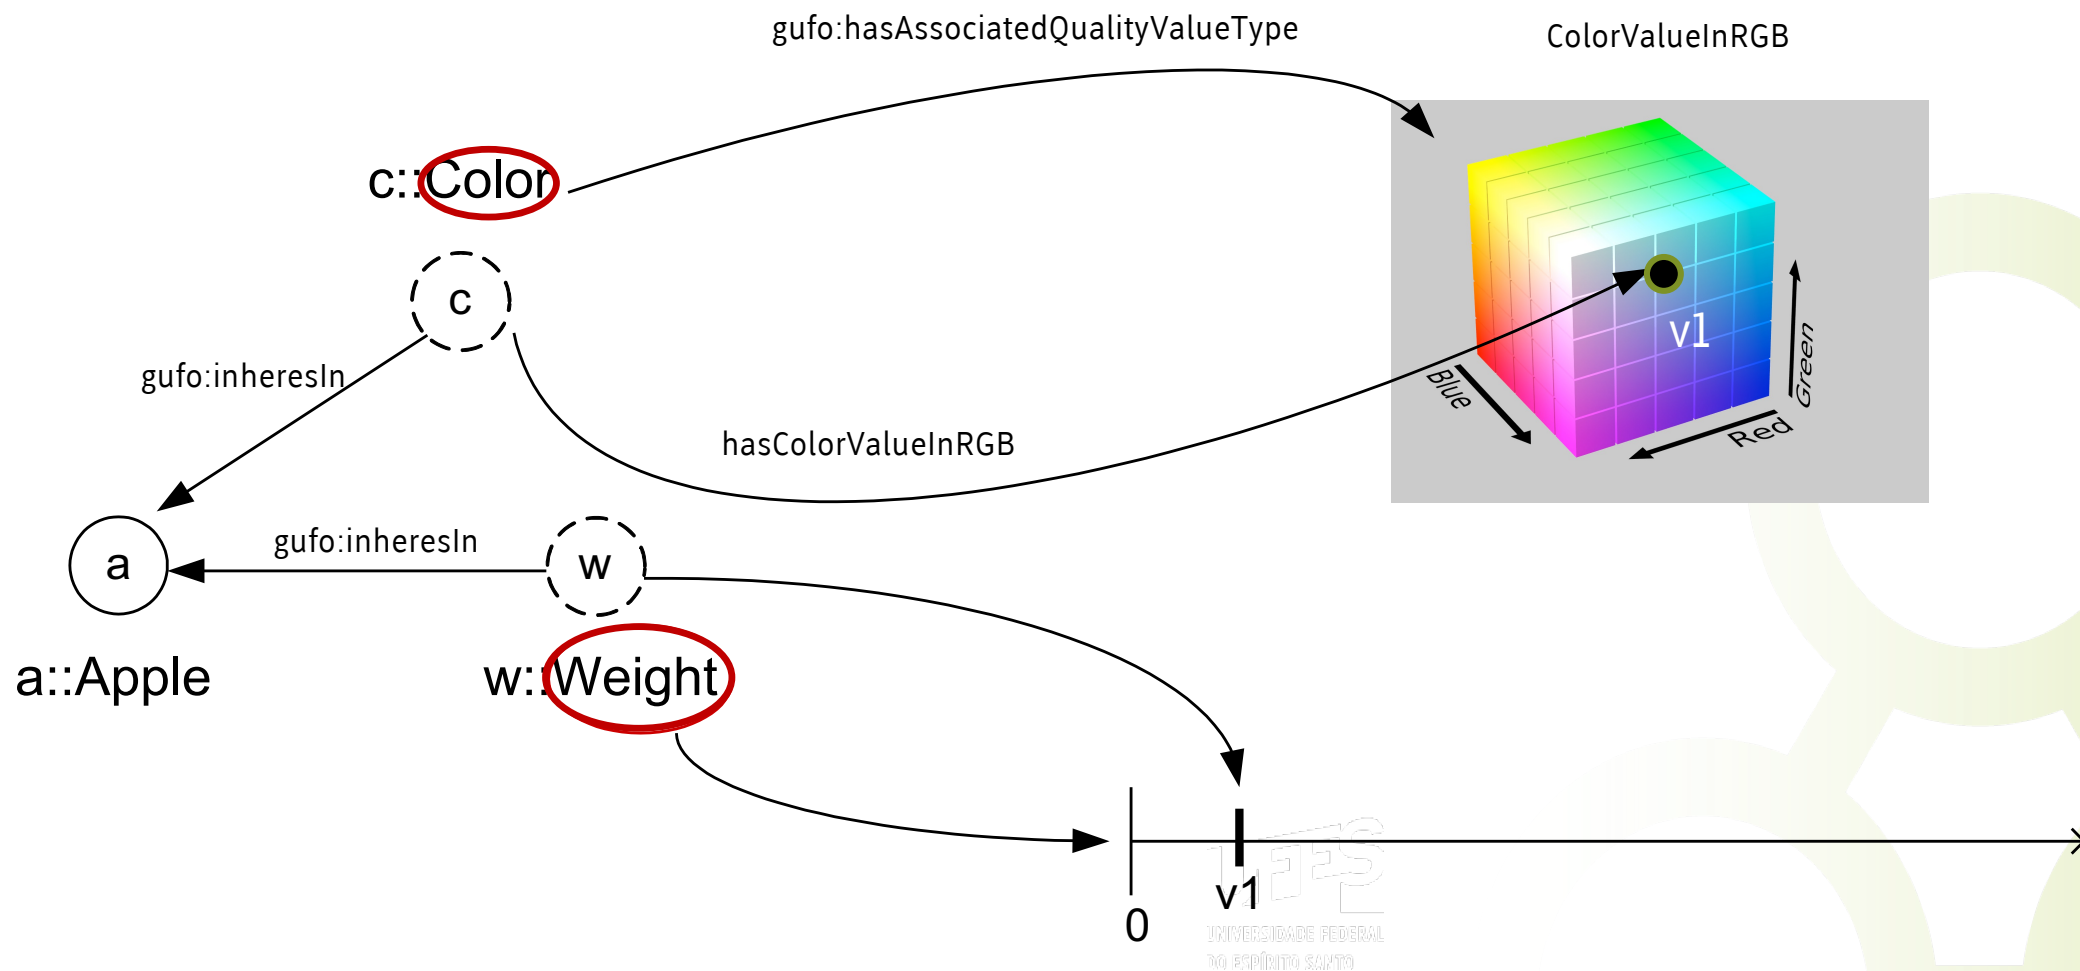 gufo:hasAssociatedQualityValueType
ColorValueInRGB
c::Color
c
gufo:inheresIn
hasColorValueInRGB
v1
Blue
Red
Green
a
gufo:inheresIn
w
a::Apple
w::Weight
v1
0
UFES
UNIVERSIDADE FEDERAL
DO ESPÍRITO SANTO